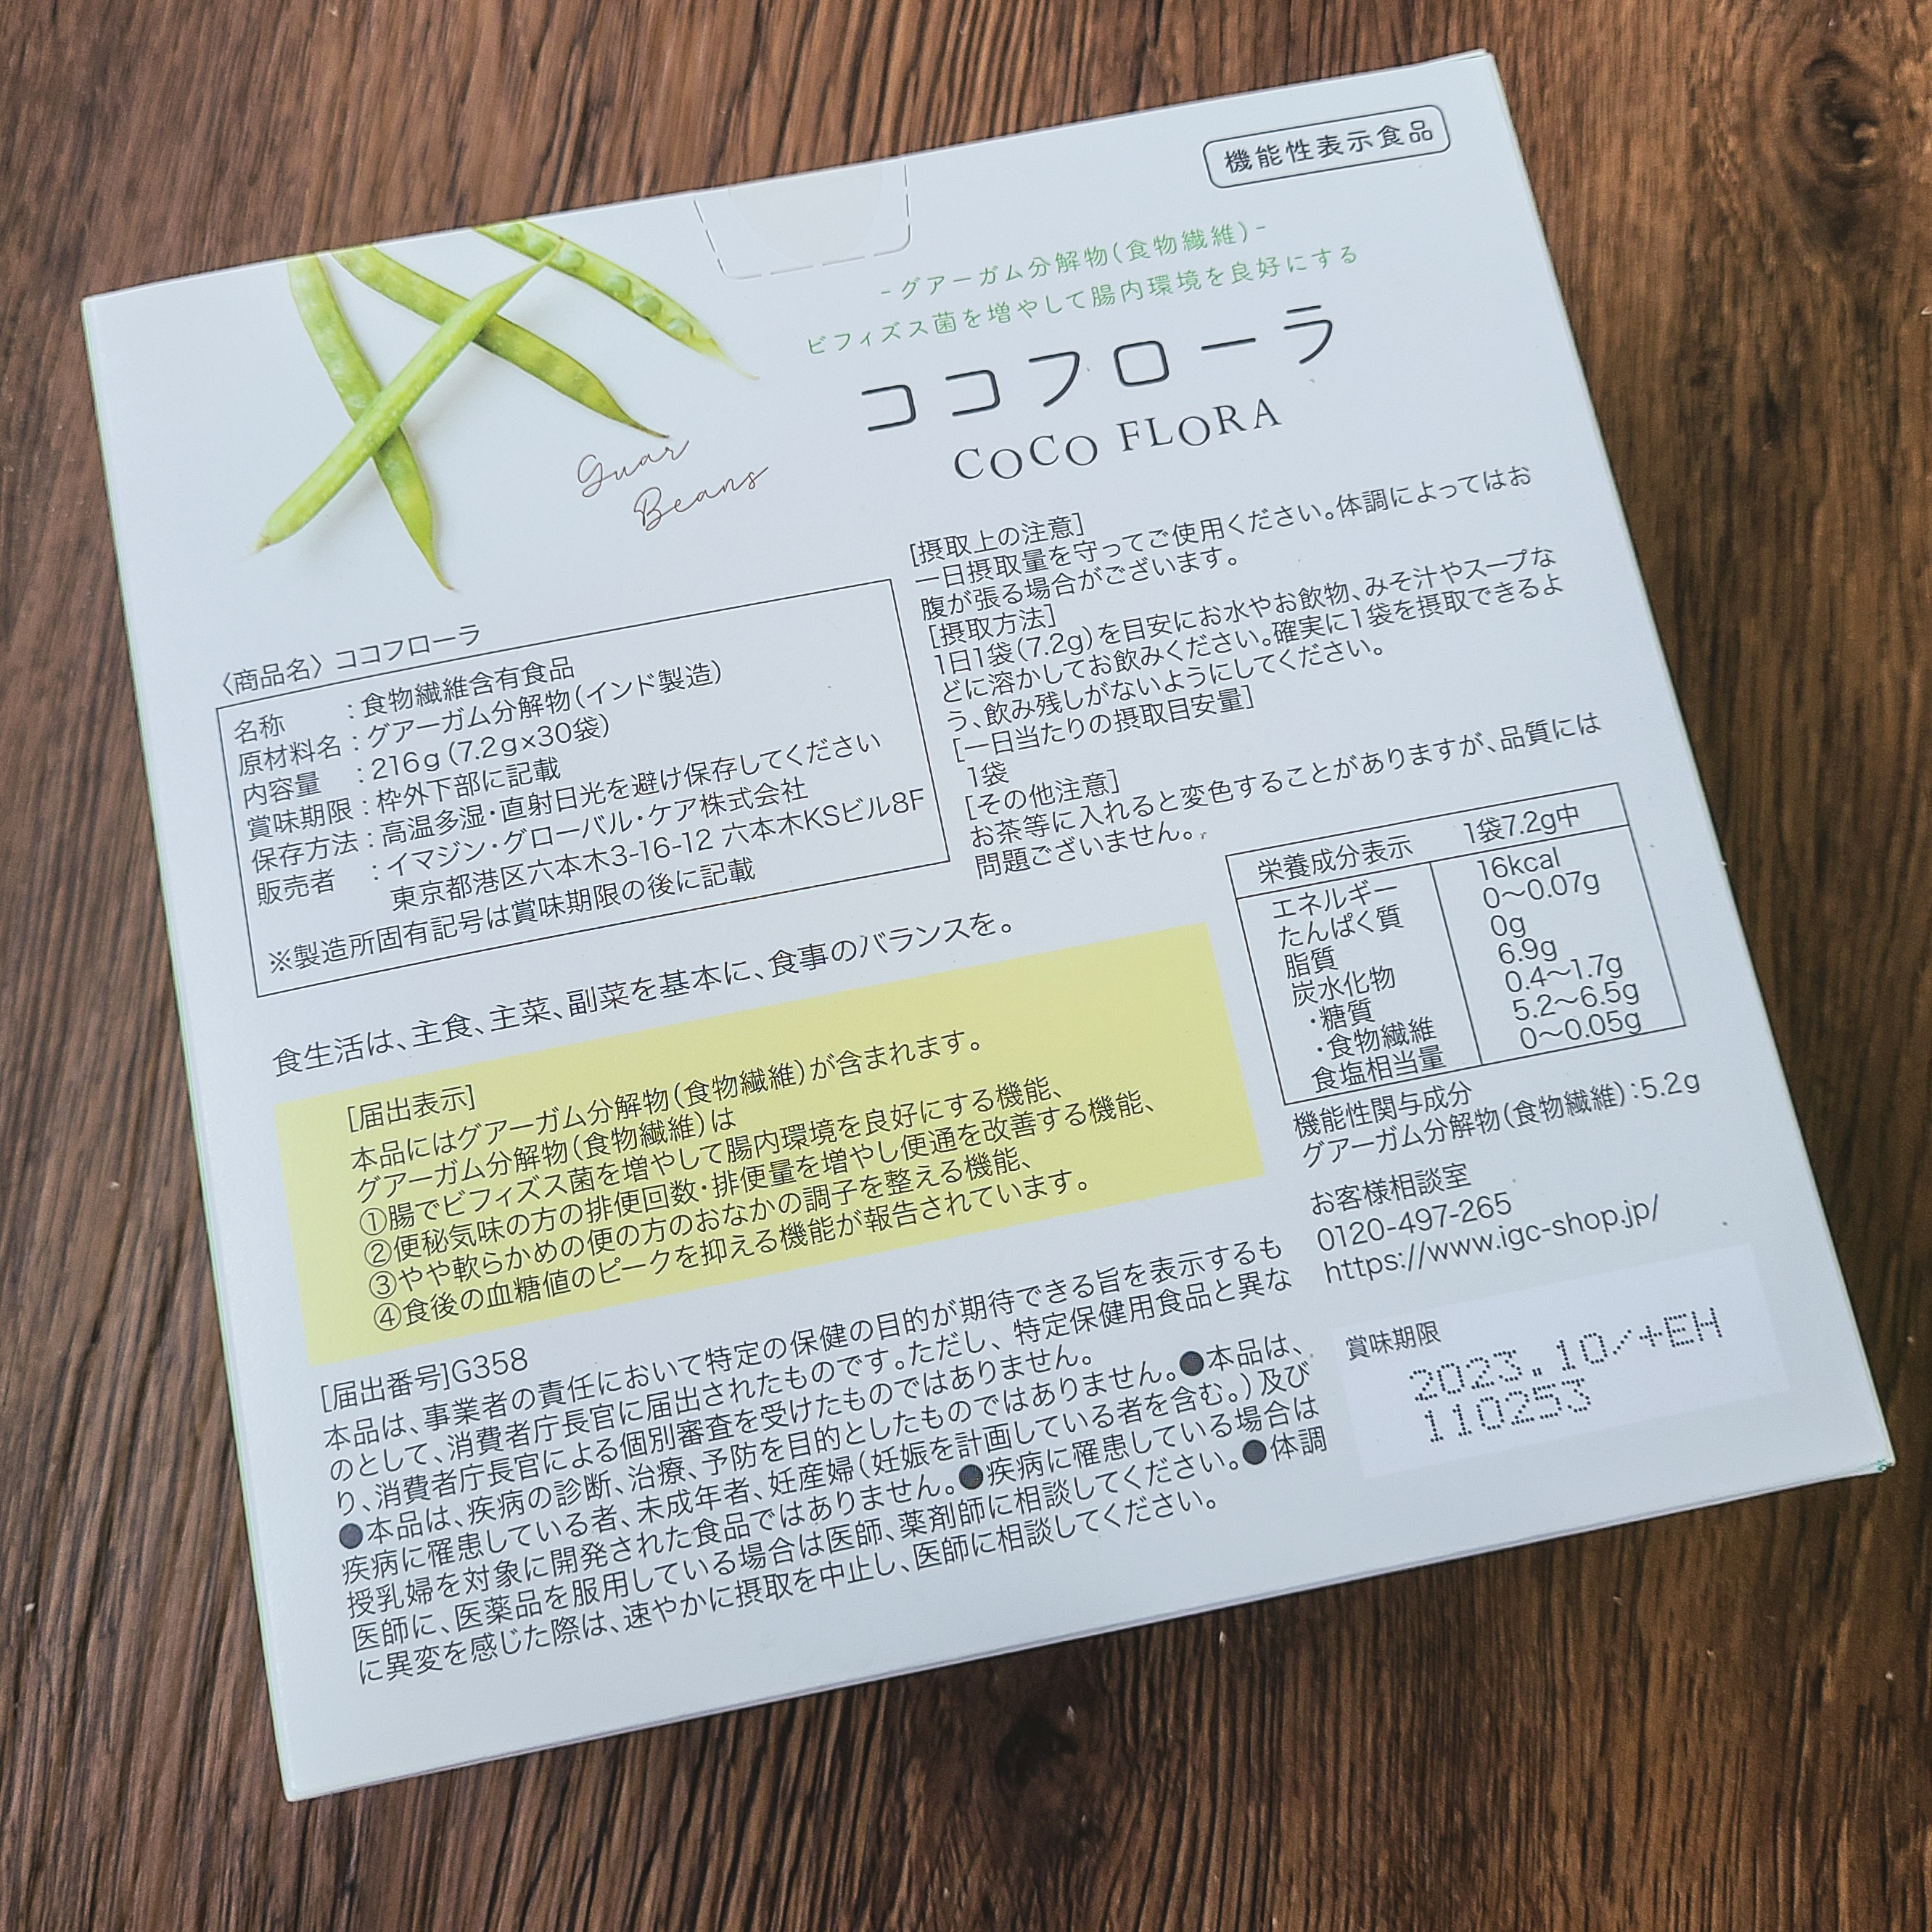 機能性表示食品
-グアーガム分解物(食物繊維)-
ビフィズス菌を増やして腸内環境を良好にする
ココフローラ
COCO FLORA
Guar
Beans
〈商品名〉ココフローラ
名称 :食物繊維含有食品
原材料名:グアーガム分解物(インド製造)
内容量 :216g(7.2g×30袋)
賞味期限:枠外下部に記載
保存方法:高温多湿・直射日光を避け保存してください
販売者 :イマジン・グローバル・ケア株式会社
東京都港区六本木3-16-12 六本木KSビル8F
※製造所固有記号は賞味期限の後に記載
[摂取上の注意]
一日摂取量を守ってご使用ください。体調によってはお
腹が張る場合がございます。
[摂取方法]
1日1袋(7.2g)を目安にお水やお飲物、みそ汁やスープな
どに溶かしてお飲みください。確実に1袋を摂取できるよ
う、飲み残しがないようにしてください。
[一日当たりの摂取目安量]
1袋
[その他注意]
お茶等に入れると変色することがありますが、品質には
問題ございません。
食生活は、主食、主菜、副菜を基本に、食事のバランスを。
[届出表示]
本品にはグアーガム分解物(食物繊維)が含まれます。
グアーガム分解物(食物繊維)は
①腸でビフィズス菌を増やして腸内環境を良好にする機能、
②便秘気味の方の排便回数・排便量を増やし便通を改善する機能、
③やや軟らかめの便の方のおなかの調子を整える機能、
④食後の血糖値のピークを抑える機能が報告されています。
栄養成分表示 1袋7.2g中
エネルギー 16kcal
たんぱく質 0〜0.07g
脂質 0g
炭水化物 6.9g
・糖質 0.4〜1.7g
・食物繊維 5.2〜6.5g
食塩相当量 0〜0.05g
機能性関与成分
グアーガム分解物(食物繊維):5.2g
お客様相談室
0120-497-265
https://www.igc-shop.jp/
[届出番号]G358
本品は、事業者の責任において特定の保健の目的が期待できる旨を表示するも
のとして、消費者庁長官に届出されたものです。ただし、特定保健用食品と異な
り、消費者庁長官による個別審査を受けたものではありません。
●本品は、疾病の診断、治療、予防を目的としたものではありません。●本品は、
疾病に罹患している者、未成年者、妊産婦(妊娠を計画している者を含む。)及び
授乳婦を対象に開発された食品ではありません。●疾病に罹患している場合は
医師に、医薬品を服用している場合は医師、薬剤師に相談してください。●体調
に異変を感じた際は、速やかに摂取を中止し、医師に相談してください。
賞味期限
2023.10/+EH
110253